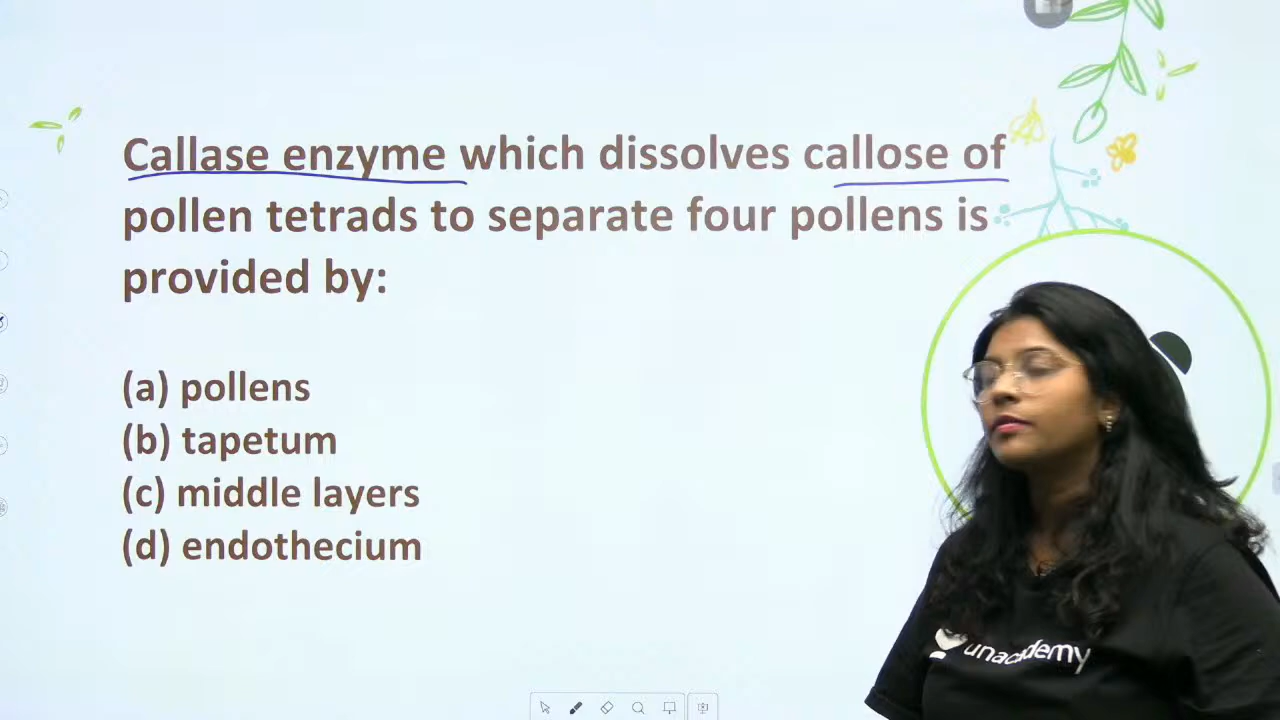 Callase enzyme which dissolves callose of
pollen tetrads to separate four pollens is
provided by:
(a) pollens
(b) tapetum
(c) middle layers
(d) endothecium
unacademy